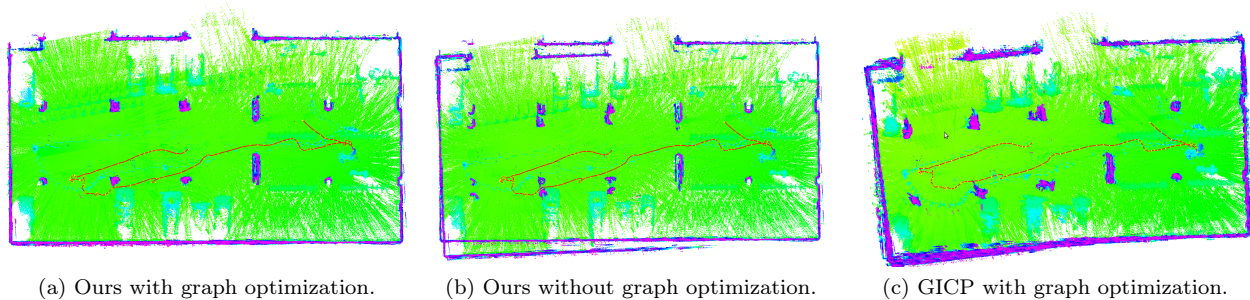 (a) Ours with graph optimization.
(b) Ours without graph optimization.
(c) GICP with graph optimization.